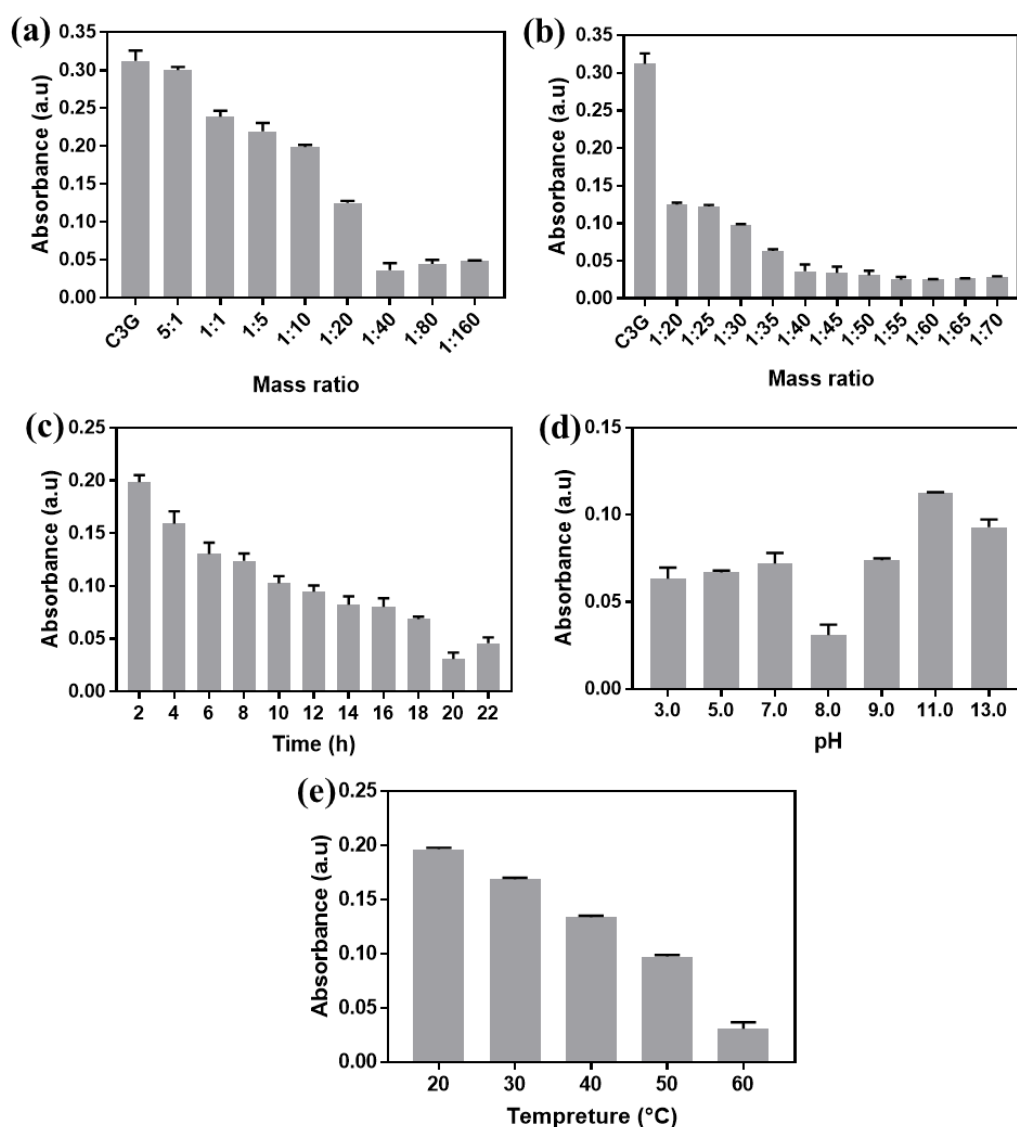 (a)
Absorbance (a.u)
0.35
0.30
0.25
0.20
0.15
0.10
0.05
0.00
C3G 5:1 1:1 1:5 1:10 1:20 1:40 1:80 1:160
Mass ratio
(b)
Absorbance (a.u)
0.35
0.30
0.25
0.20
0.15
0.10
0.05
0.00
C3G 1:20 1:25 1:30 1:35 1:40 1:45 1:50 1:55 1:60 1:65 1:70
Mass ratio
(c)
Absorbance (a.u)
0.25
0.20
0.15
0.10
0.05
0.00
2 4 6 8 10 12 14 16 18 20 22
Time (h)
(d)
Absorbance (a.u)
0.15
0.10
0.05
0.00
3.0 5.0 7.0 8.0 9.0 11.0 13.0
pH
(e)
Absorbance (a.u)
0.25
0.20
0.15
0.10
0.05
0.00
20 30 40 50 60
Tempreture (°C)